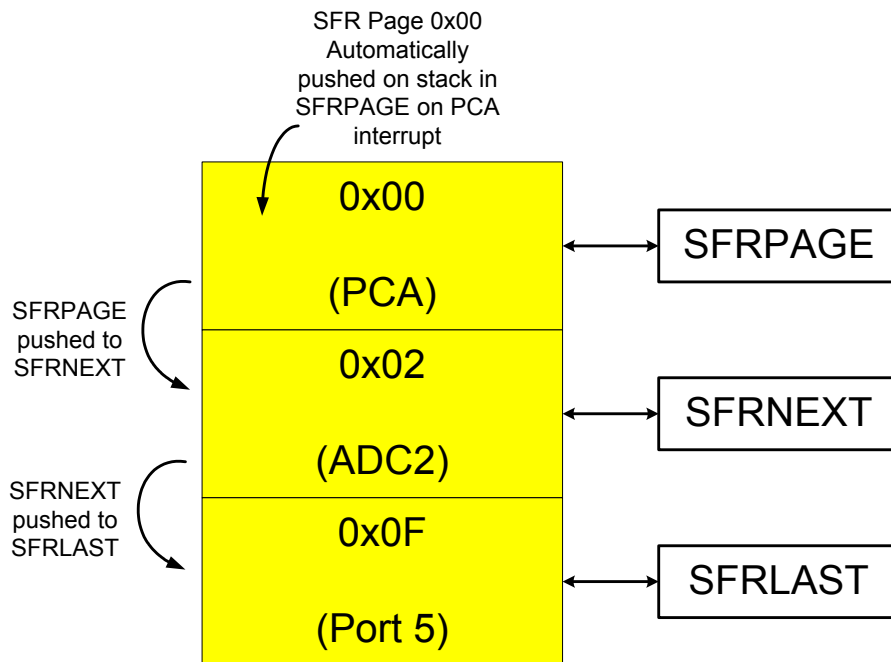 SFR Page 0x00
Automatically
pushed on stack in
SFRPAGE on PCA
interrupt
0x00
(PCA)
SFRPAGE
SFRPAGE
pushed to
SFRNEXT
0x02
(ADC2)
SFRNEXT
SFRNEXT
pushed to
SFRLAST
0x0F
(Port 5)
SFRLAST